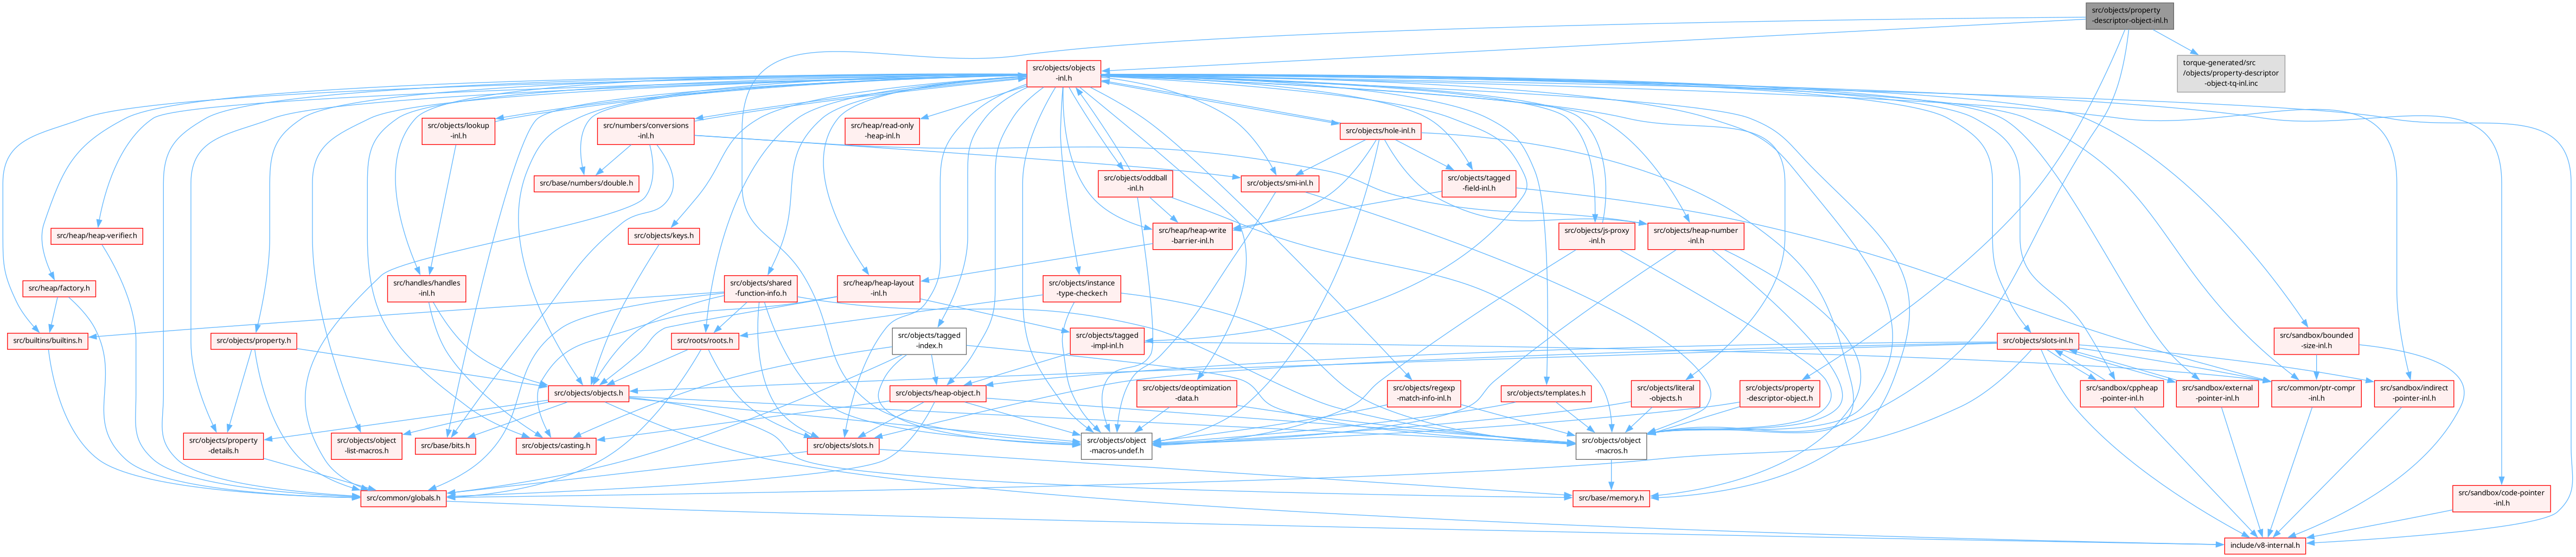 src/objects/property
-descriptor-object-inl.h
src/objects/objects
-inl.h
torque-generated/src
/objects/property-descriptor
-object-tq-inl.inc
src/objects/lookup
-inl.h
src/numbers/conversions
-inl.h
src/heap/read-only
-heap-inl.h
src/objects/hole-inl.h
src/base/numbers/double.h
src/objects/oddball
-inl.h
src/objects/smi-inl.h
src/objects/tagged
-field-inl.h
src/heap/heap-verifier.h
src/objects/keys.h
src/heap/heap-write
-barrier-inl.h
src/objects/js-proxy
-inl.h
src/objects/heap-number
-inl.h
src/heap/factory.h
src/handles/handles
-inl.h
src/objects/shared
-function-info.h
src/heap/heap-layout
-inl.h
src/objects/instance
-type-checker.h
src/builtins/builtins.h
src/objects/property.h
src/roots/roots.h
src/objects/tagged
-index.h
src/objects/tagged
-impl-inl.h
src/objects/slots-inl.h
src/sandbox/bounded
-size-inl.h
src/objects/objects.h
src/objects/heap-object.h
src/objects/deoptimization
-data.h
src/objects/regexp
-match-info-inl.h
src/objects/templates.h
src/objects/literal
-objects.h
src/objects/property
-descriptor-object.h
src/sandbox/cppheap
-pointer-inl.h
src/sandbox/external
-pointer-inl.h
src/common/ptr-compr
-inl.h
src/sandbox/indirect
-pointer-inl.h
src/objects/property
-details.h
src/objects/object
-list-macros.h
src/base/bits.h
src/objects/casting.h
src/objects/slots.h
src/objects/object
-macros-undef.h
src/objects/object
-macros.h
src/common/globals.h
src/base/memory.h
src/sandbox/code-pointer
-inl.h
include/v8-internal.h